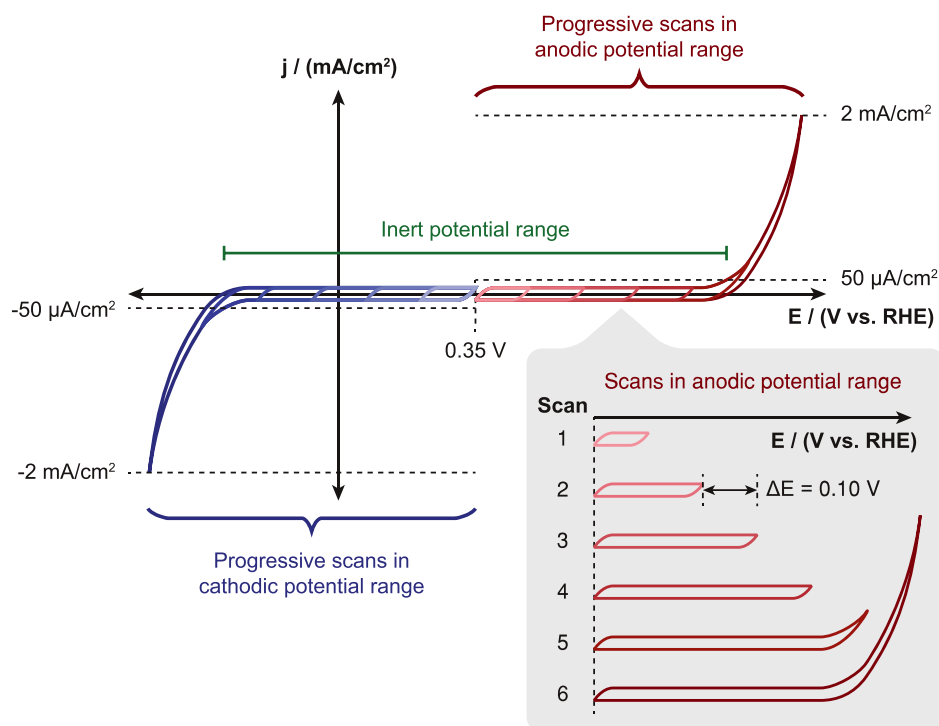 Progressive scans in
anodic potential range
j / (mA/cm²)
2 mA/cm²
Inert potential range
50 µA/cm²
-50 µA/cm²
E / (V vs. RHE)
0.35 V
Scans in anodic potential range
Scan
E / (V vs. RHE)
1
2
ΔE = 0.10 V
3
4
5
6
-2 mA/cm²
Progressive scans in
cathodic potential range